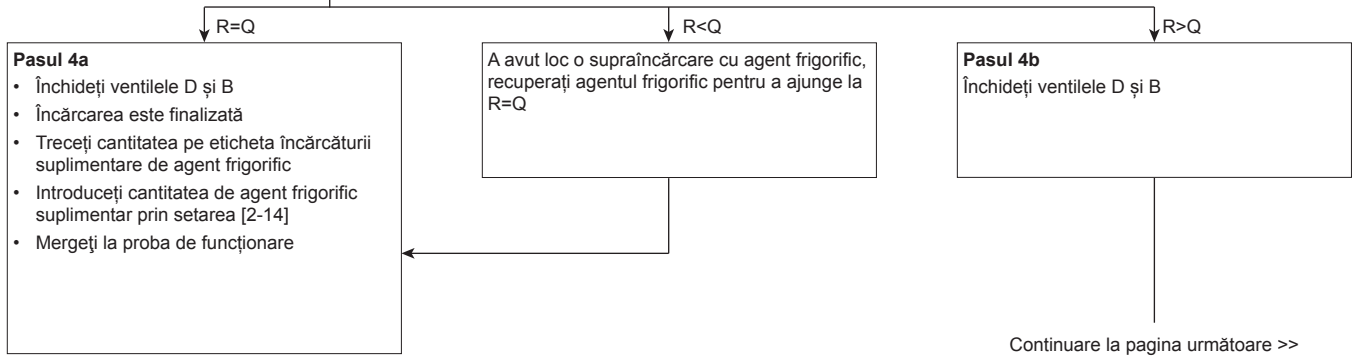 R=Q
R<Q
R>Q
Pasul 4a
• Închideți ventilele D și B
• Încărcarea este finalizată
• Treceți cantitatea pe eticheta încărcăturii
suplimentare de agent frigorific
• Introduceți cantitatea de agent frigorific
suplimentar prin setarea [2-14]
• Mergeţi la proba de funcționare
A avut loc o supraîncărcare cu agent frigorific,
recuperați agentul frigorific pentru a ajunge la
R=Q
Pasul 4b
Închideți ventilele D și B
Continuare la pagina următoare >>